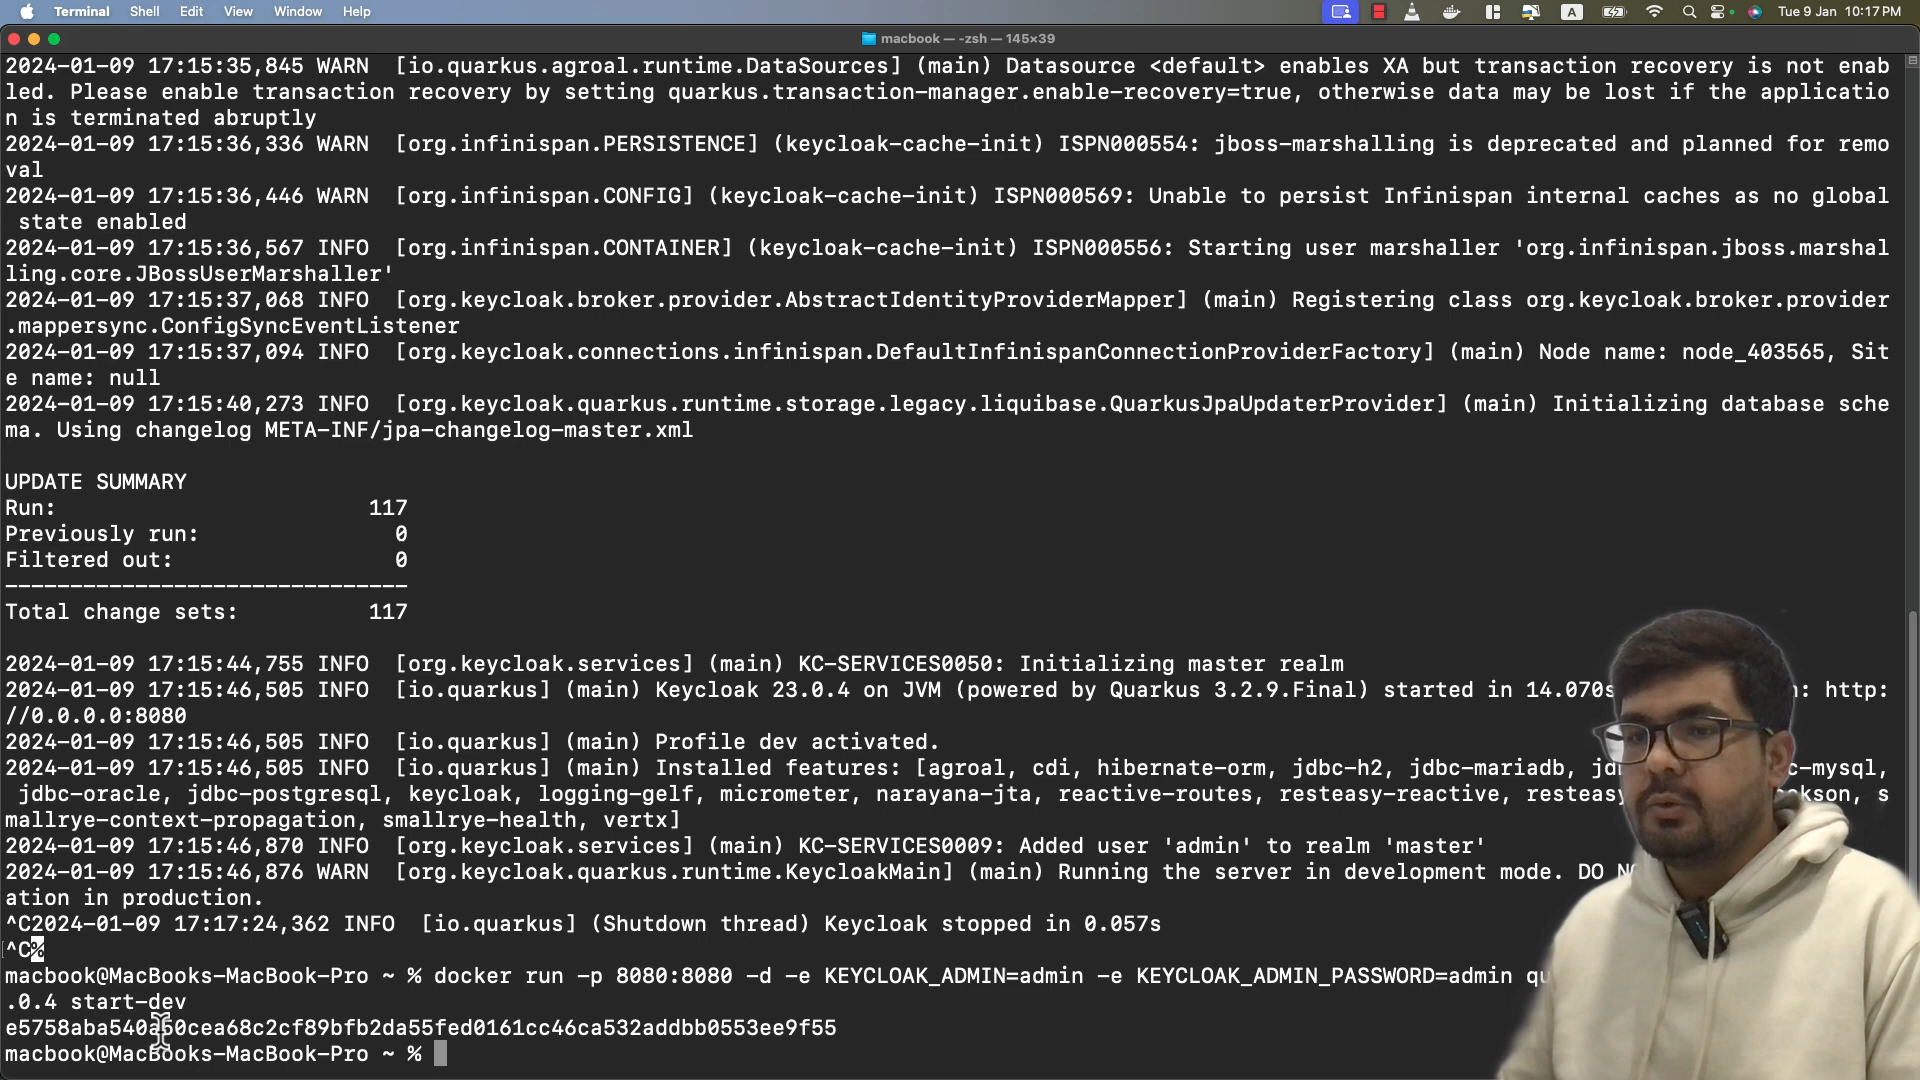 Terminal Shell Edit View Window Help A Tue 9 Jan 10:17 PM
macbook — -zsh — 145×39
2024-01-09 17:15:35,845 WARN  [io.quarkus.agroal.runtime.DataSources] (main) Datasource <default> enables XA but transaction recovery is not enab
led. Please enable transaction recovery by setting quarkus.transaction-manager.enable-recovery=true, otherwise data may be lost if the applicatio
n is terminated abruptly
2024-01-09 17:15:36,336 WARN  [org.infinispan.PERSISTENCE] (keycloak-cache-init) ISPN000554: jboss-marshalling is deprecated and planned for remo
val
2024-01-09 17:15:36,446 WARN  [org.infinispan.CONFIG] (keycloak-cache-init) ISPN000569: Unable to persist Infinispan internal caches as no global
 state enabled
2024-01-09 17:15:36,567 INFO  [org.infinispan.CONTAINER] (keycloak-cache-init) ISPN000556: Starting user marshaller 'org.infinispan.jboss.marshal
ling.core.JBossUserMarshaller'
2024-01-09 17:15:37,068 INFO  [org.keycloak.broker.provider.AbstractIdentityProviderMapper] (main) Registering class org.keycloak.broker.provider
.mappersync.ConfigSyncEventListener
2024-01-09 17:15:37,094 INFO  [org.keycloak.connections.infinispan.DefaultInfinispanConnectionProviderFactory] (main) Node name: node_403565, Sit
e name: null
2024-01-09 17:15:40,273 INFO  [org.keycloak.quarkus.runtime.storage.legacy.liquibase.QuarkusJpaUpdaterProvider] (main) Initializing database sche
ma. Using changelog META-INF/jpa-changelog-master.xml
UPDATE SUMMARY
Run:                        117
Previously run:               0
Filtered out:                 0
-------------------------------
Total change sets:          117
2024-01-09 17:15:44,755 INFO  [org.keycloak.services] (main) KC-SERVICES0050: Initializing master realm
2024-01-09 17:15:46,505 INFO  [io.quarkus] (main) Keycloak 23.0.4 on JVM (powered by Quarkus 3.2.9.Final) started in 14.070s http:
//0.0.0.0:8080
2024-01-09 17:15:46,505 INFO  [io.quarkus] (main) Profile dev activated.
2024-01-09 17:15:46,505 INFO  [io.quarkus] (main) Installed features: [agroal, cdi, hibernate-orm, jdbc-h2, jdbc-mariadb, c-mysql,
 jdbc-oracle, jdbc-postgresql, keycloak, logging-gelf, micrometer, narayana-jta, reactive-routes, resteasy-reactive, s
mallrye-context-propagation, smallrye-health, vertx]
2024-01-09 17:15:46,870 INFO  [org.keycloak.services] (main) KC-SERVICES0009: Added user 'admin' to realm 'master'
2024-01-09 17:15:46,876 WARN  [org.keycloak.quarkus.runtime.KeycloakMain] (main) Running the server in development mode. DO
ation in production.
^C2024-01-09 17:17:24,362 INFO  [io.quarkus] (Shutdown thread) Keycloak stopped in 0.057s
^C%
macbook@MacBooks-MacBook-Pro ~ % docker run -p 8080:8080 -d -e KEYCLOAK_ADMIN=admin -e KEYCLOAK_ADMIN_PASSWORD=admin
.0.4 start-dev
e5758aba540a50cea68c2cf89bfb2da55fed0161cc46ca532addbb0553ee9f55
macbook@MacBooks-MacBook-Pro ~ %